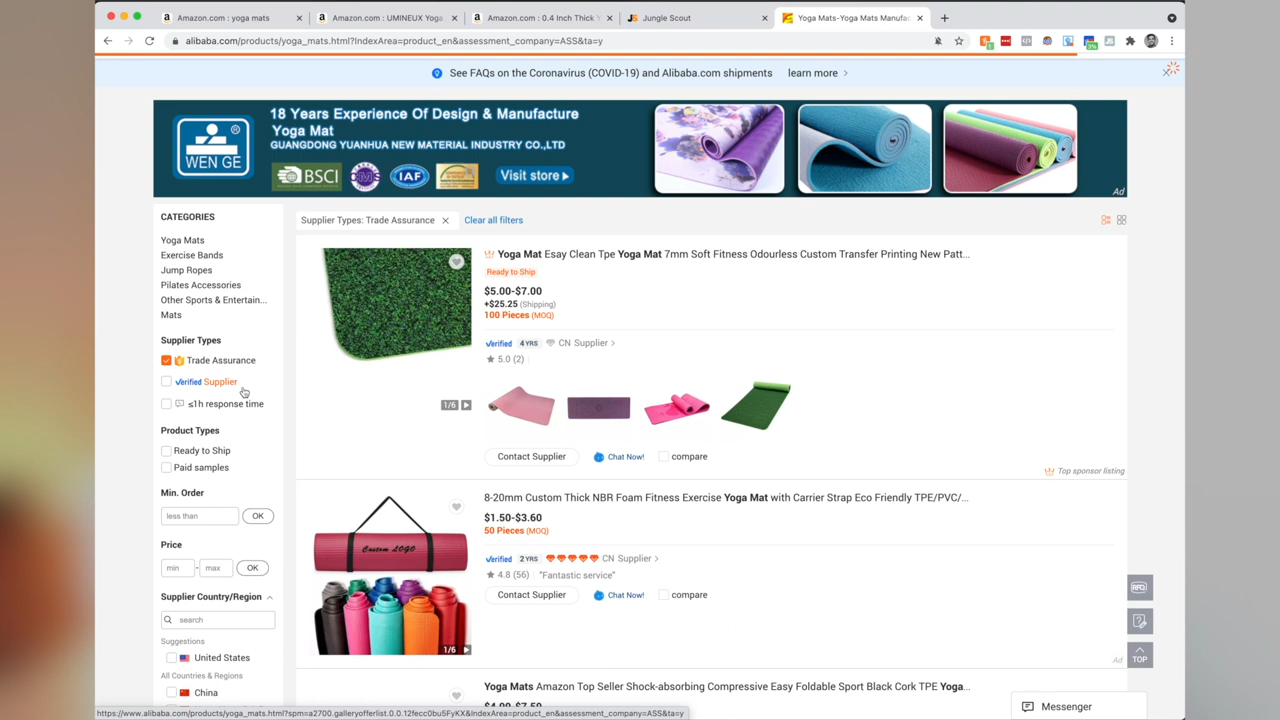 Amazon.com : yoga mats
Amazon.com : UMINEUX Yoga
Amazon.com : 0.4 Inch Thick Y
Jungle Scout
Yoga Mats-Yoga Mats Manufac
alibaba.com/products/yoga_mats.html?IndexArea=product_en&assessment_company=ASS&ta=y
See FAQs on the Coronavirus (COVID-19) and Alibaba.com shipments learn more
18 Years Experience Of Design & Manufacture
Yoga Mat
GUANGDONG YUANHUA NEW MATERIAL INDUSTRY CO.,LTD
WEN GE
BSCI
IAF
Visit store
Ad
CATEGORIES
Yoga Mats
Exercise Bands
Jump Ropes
Pilates Accessories
Other Sports & Entertain...
Mats
Supplier Types
Trade Assurance
Verified Supplier
≤1h response time
Product Types
Ready to Ship
Paid samples
Min. Order
less than
OK
Price
min - max OK
Supplier Country/Region
search
Suggestions
United States
All Countries & Regions
China
Supplier Types: Trade Assurance
Clear all filters
Yoga Mat Esay Clean Tpe Yoga Mat 7mm Soft Fitness Odourless Custom Transfer Printing New Patt...
Ready to Ship
$5.00-$7.00
+$25.25 (Shipping)
100 Pieces (MOQ)
Verified 4 YRS CN Supplier >
5.0 (2)
1/6
Contact Supplier
Chat Now!
compare
Top sponsor listing
8-20mm Custom Thick NBR Foam Fitness Exercise Yoga Mat with Carrier Strap Eco Friendly TPE/PVC/...
$1.50-$3.60
50 Pieces (MOQ)
Verified 2 YRS CN Supplier >
4.8 (56) "Fantastic service"
Custom LOGO
1/6
Contact Supplier
Chat Now!
compare
Ad
RFQ
TOP
Yoga Mats Amazon Top Seller Shock-absorbing Compressive Easy Foldable Sport Black Cork TPE Yoga...
Messenger
https://www.alibaba.com/products/yoga_mats.html?spm=a2700.galleryofferlist.0.0.12fecc0bu5FyKX&IndexArea=product_en&assessment_company=ASS&ta=y